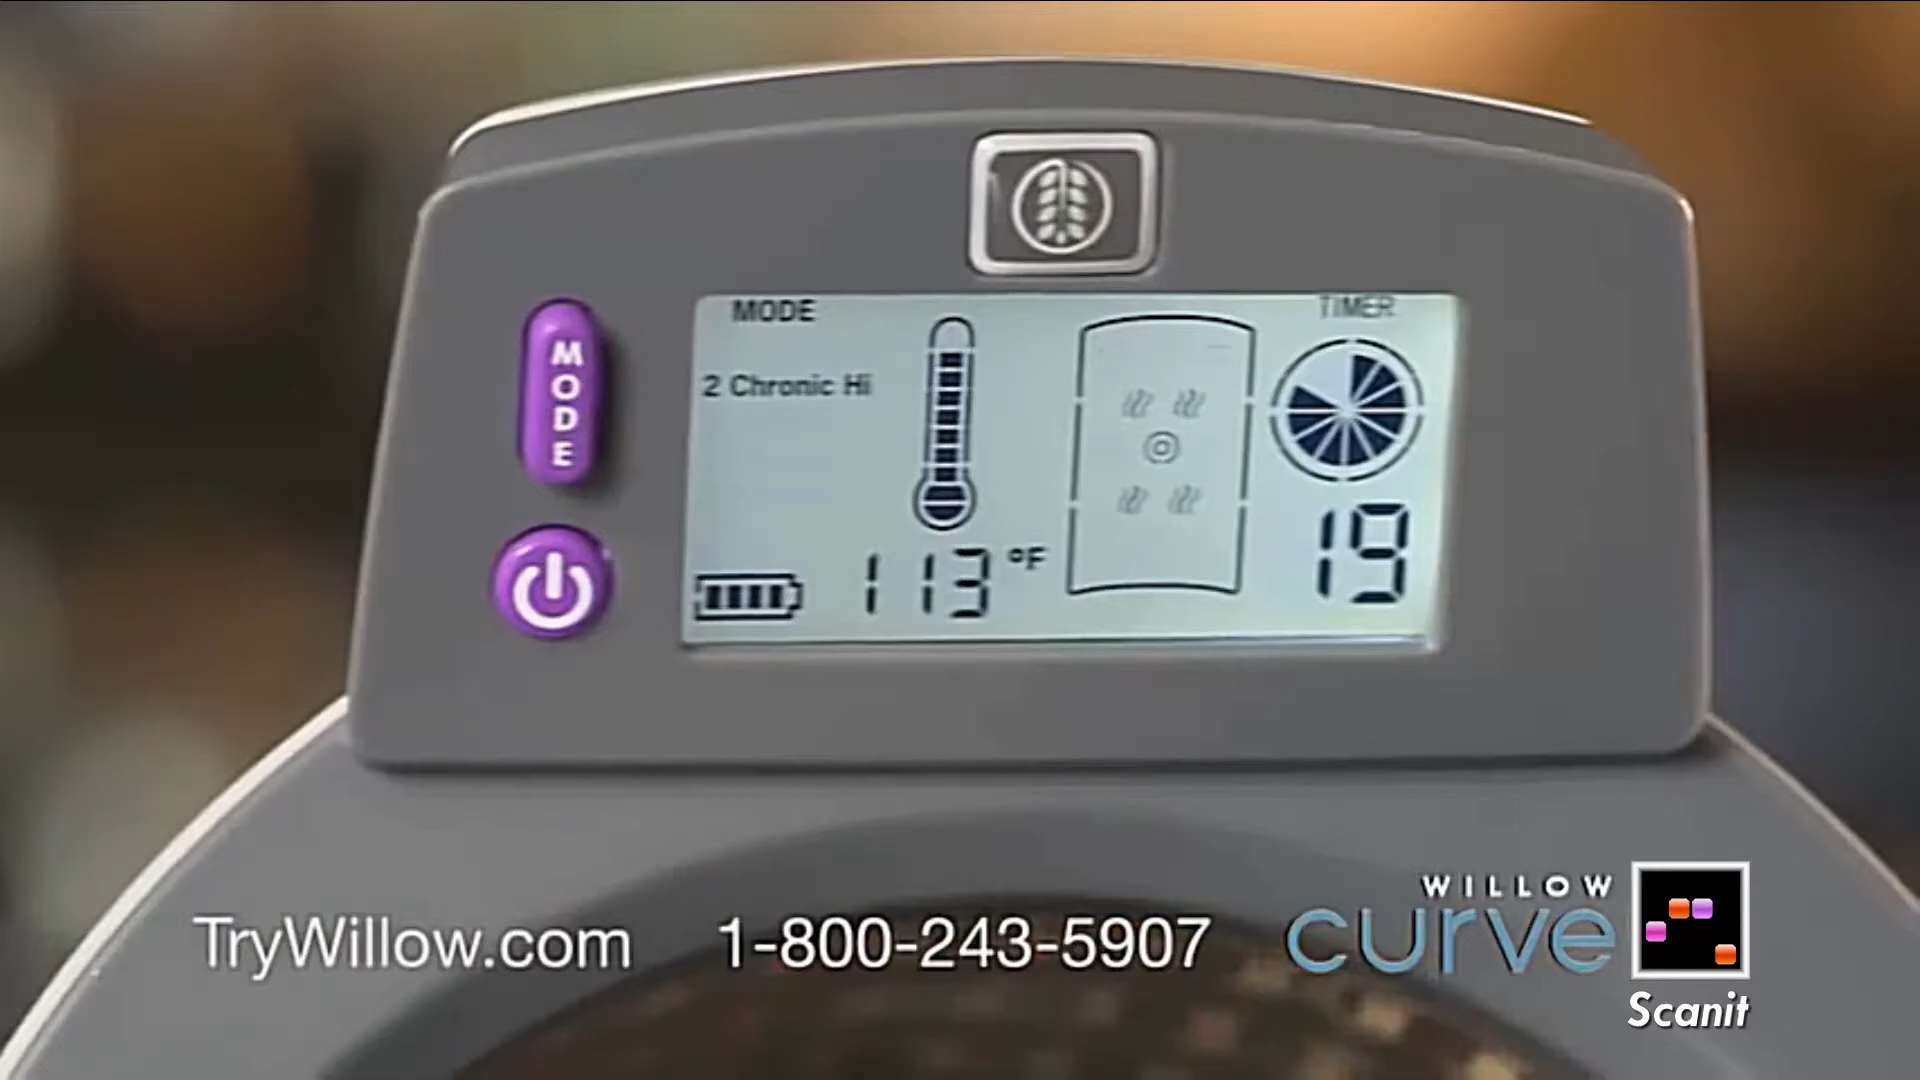 MODE
TIMER
MODE
2 Chronic Hi
113 °F
19
TryWillow.com
1-800-243-5907
WILLOW
curve
Scanit